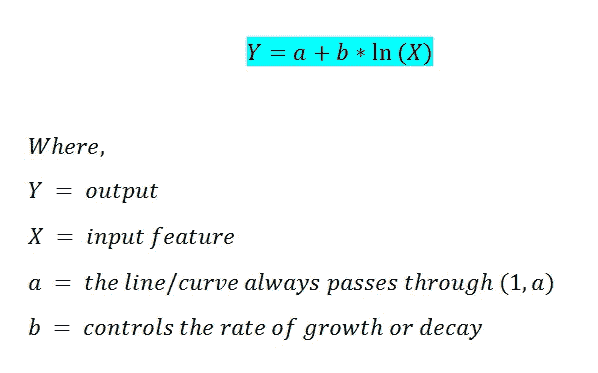 Y = a + b * ln (X)
Where,
Y = output
X = input feature
a = the line/curve always passes through (1, a)
b = controls the rate of growth or decay